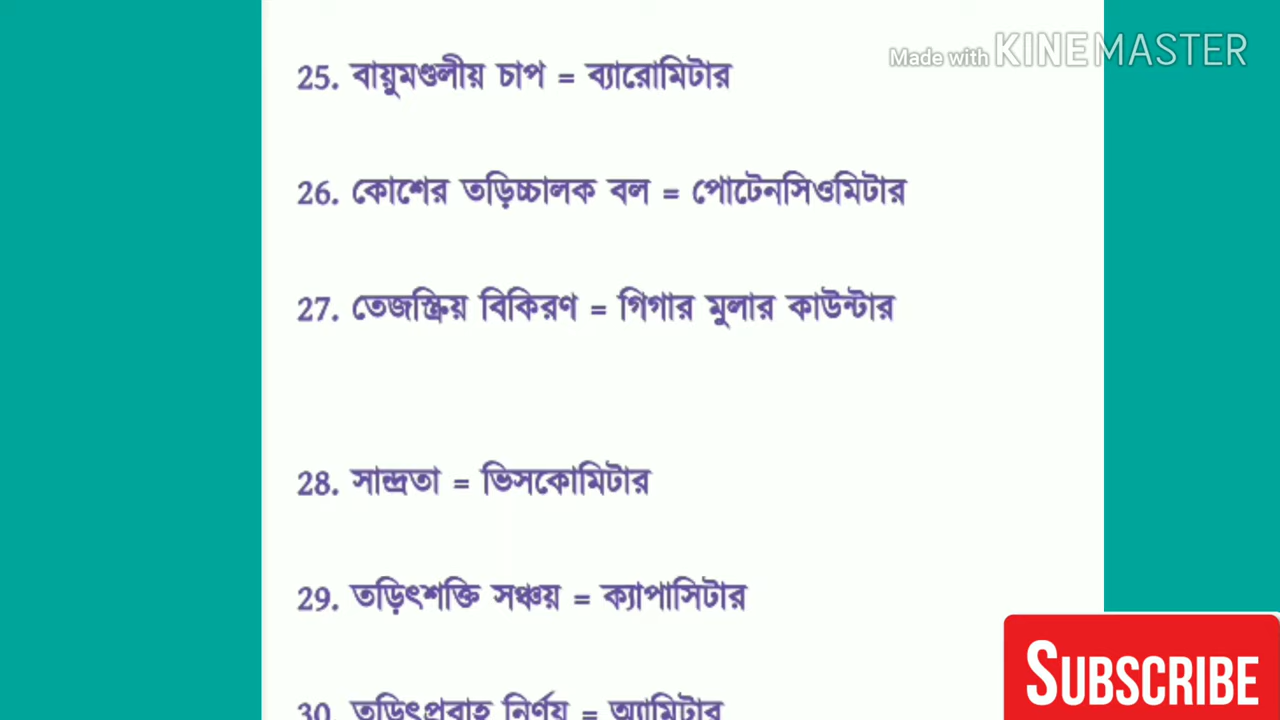 Made with KINEMASTER
25. বায়ুমণ্ডলীয় চাপ = ব্যারোমিটার
26. কোশের তড়িচ্চালক বল = পোটেনসিওমিটার
27. তেজস্ক্রিয় বিকিরণ = গিগার মুলার কাউন্টার
28. সান্দ্রতা = ভিসকোমিটার
29. তড়িৎশক্তি সঞ্চয় = ক্যাপাসিটার
30. তড়িৎপ্রবাহ নির্ণয় = অ্যামিটার
SUBSCRIBE